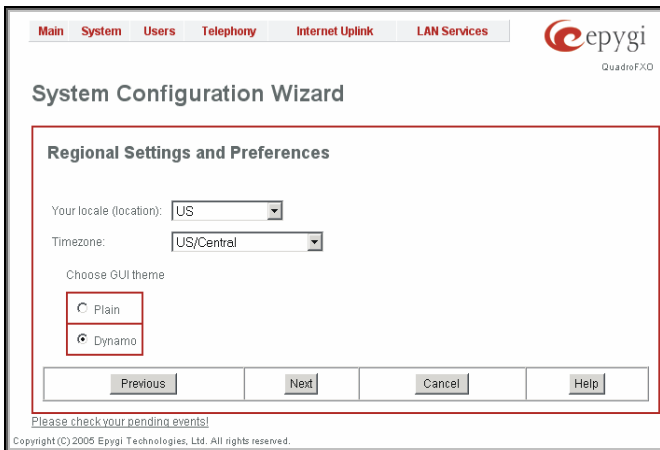 Main System Users Telephony Internet Uplink LAN Services
epygi
QuadroFXO
System Configuration Wizard
Regional Settings and Preferences
Your locale (location): US
Timezone: US/Central
Choose GUI theme
Plain
Dynamo
Previous Next Cancel Help
Please check your pending events!
Copyright (C) 2005 Epygi Technologies, Ltd. All rights reserved.